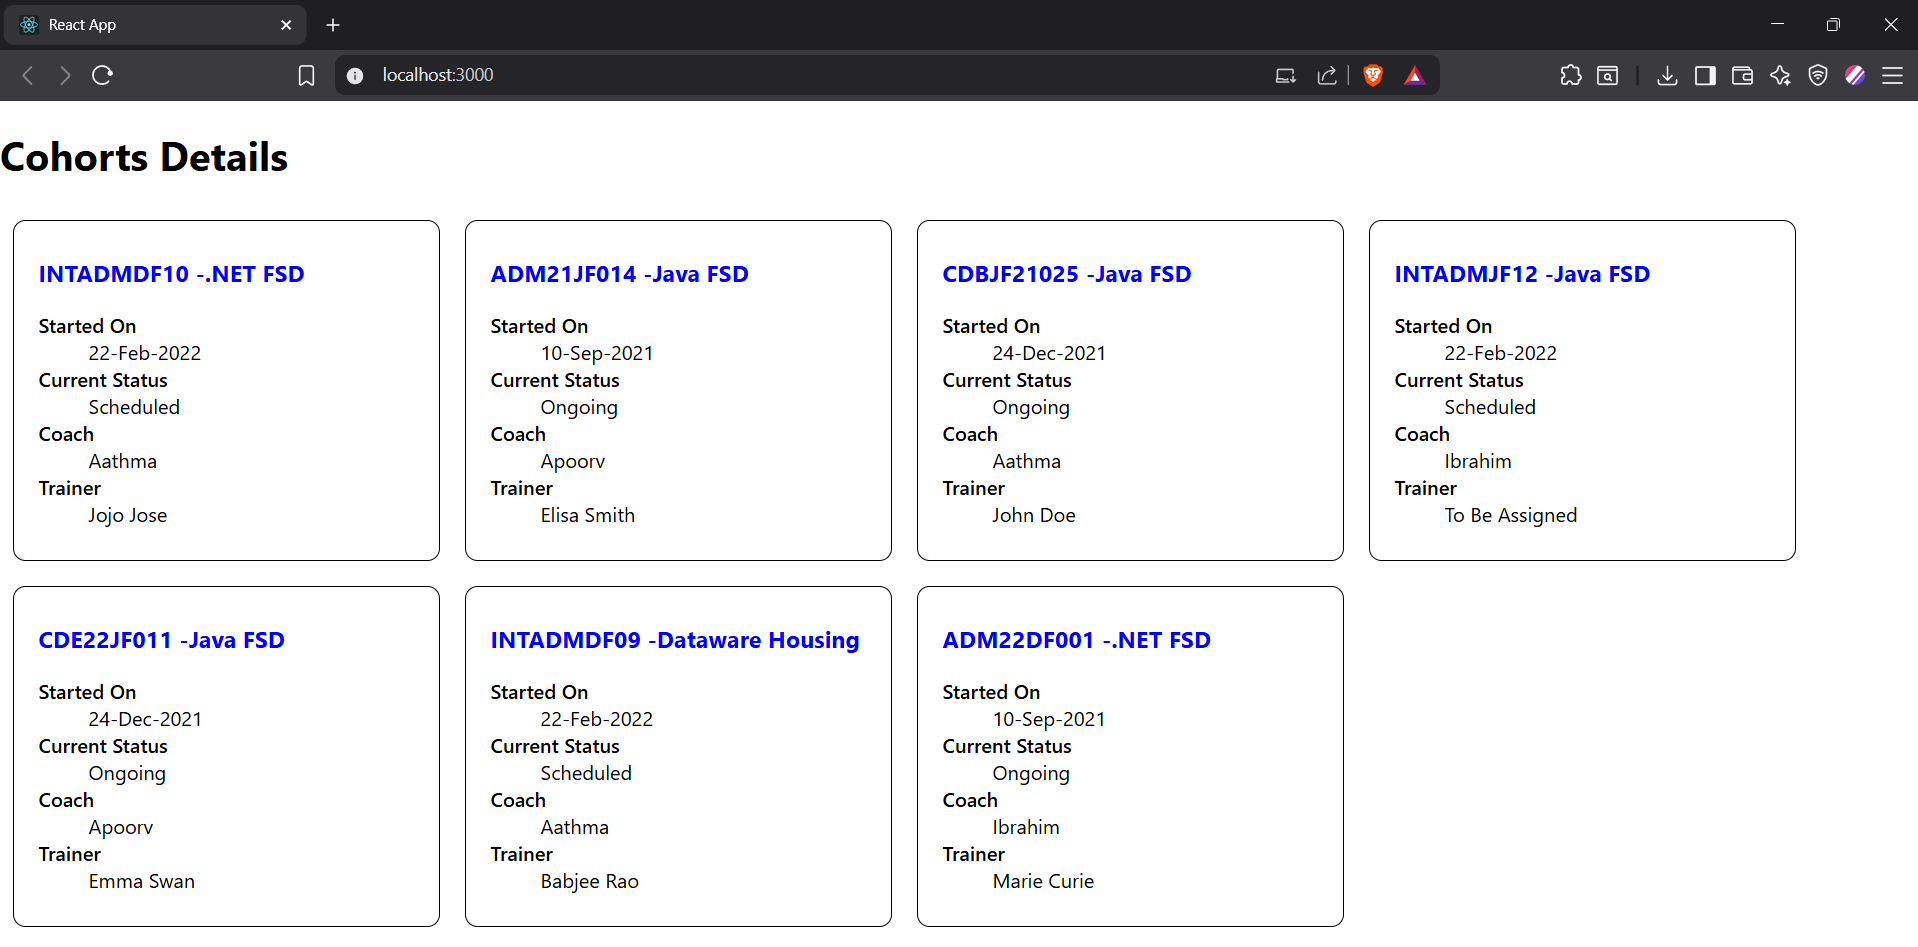 React App
localhost:3000
Cohorts Details
INTADMDF10 -.NET FSD
Started On
22-Feb-2022
Current Status
Scheduled
Coach
Aathma
Trainer
Jojo Jose
ADM21JF014 -Java FSD
Started On
10-Sep-2021
Current Status
Ongoing
Coach
Apoorv
Trainer
Elisa Smith
CDBJF21025 -Java FSD
Started On
24-Dec-2021
Current Status
Ongoing
Coach
Aathma
Trainer
John Doe
INTADMJF12 -Java FSD
Started On
22-Feb-2022
Current Status
Scheduled
Coach
Ibrahim
Trainer
To Be Assigned
CDE22JF011 -Java FSD
Started On
24-Dec-2021
Current Status
Ongoing
Coach
Apoorv
Trainer
Emma Swan
INTADMDF09 -Dataware Housing
Started On
22-Feb-2022
Current Status
Scheduled
Coach
Aathma
Trainer
Babjee Rao
ADM22DF001 -.NET FSD
Started On
10-Sep-2021
Current Status
Ongoing
Coach
Ibrahim
Trainer
Marie Curie